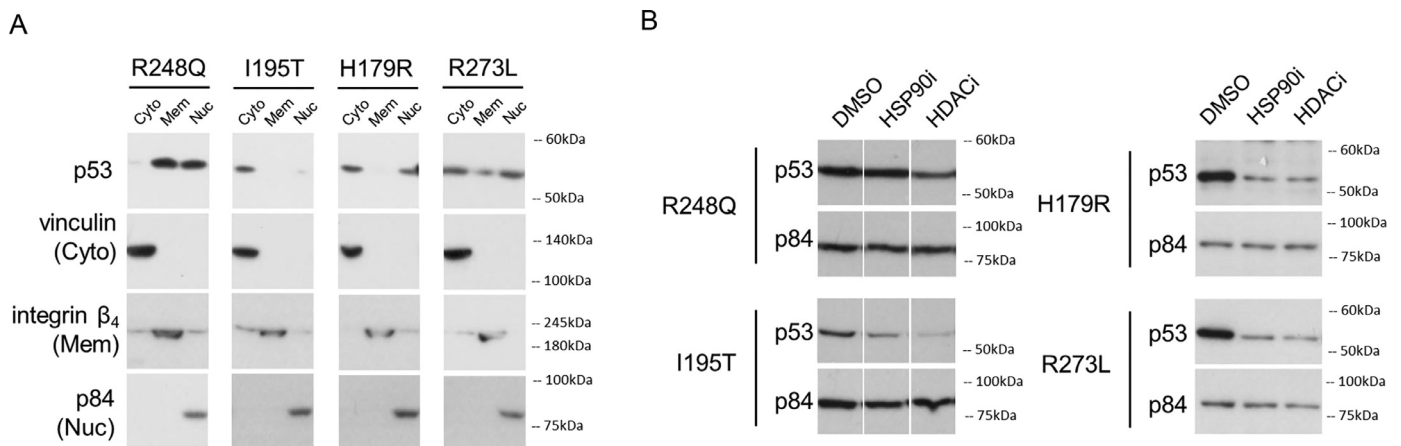 A
R248Q I195T H179R R273L
Cyto Mem Nuc Cyto Mem Nuc Cyto Mem Nuc Cyto Mem Nuc
p53
-- 60kDa
-- 50kDa
vinculin
(Cyto)
-- 140kDa
-- 100kDa
integrin β4
(Mem)
-- 245kDa
-- 180kDa
p84
(Nuc)
-- 100kDa
-- 75kDa
B
DMSO HSP90i HDACi
R248Q
p53
-- 60kDa
-- 50kDa
p84
-- 100kDa
-- 75kDa
I195T
p53
-- 60kDa
-- 50kDa
p84
-- 100kDa
-- 75kDa
DMSO HSP90i HDACi
H179R
p53
-- 60kDa
-- 50kDa
p84
-- 100kDa
-- 75kDa
R273L
p53
-- 60kDa
-- 50kDa
p84
-- 100kDa
-- 75kDa